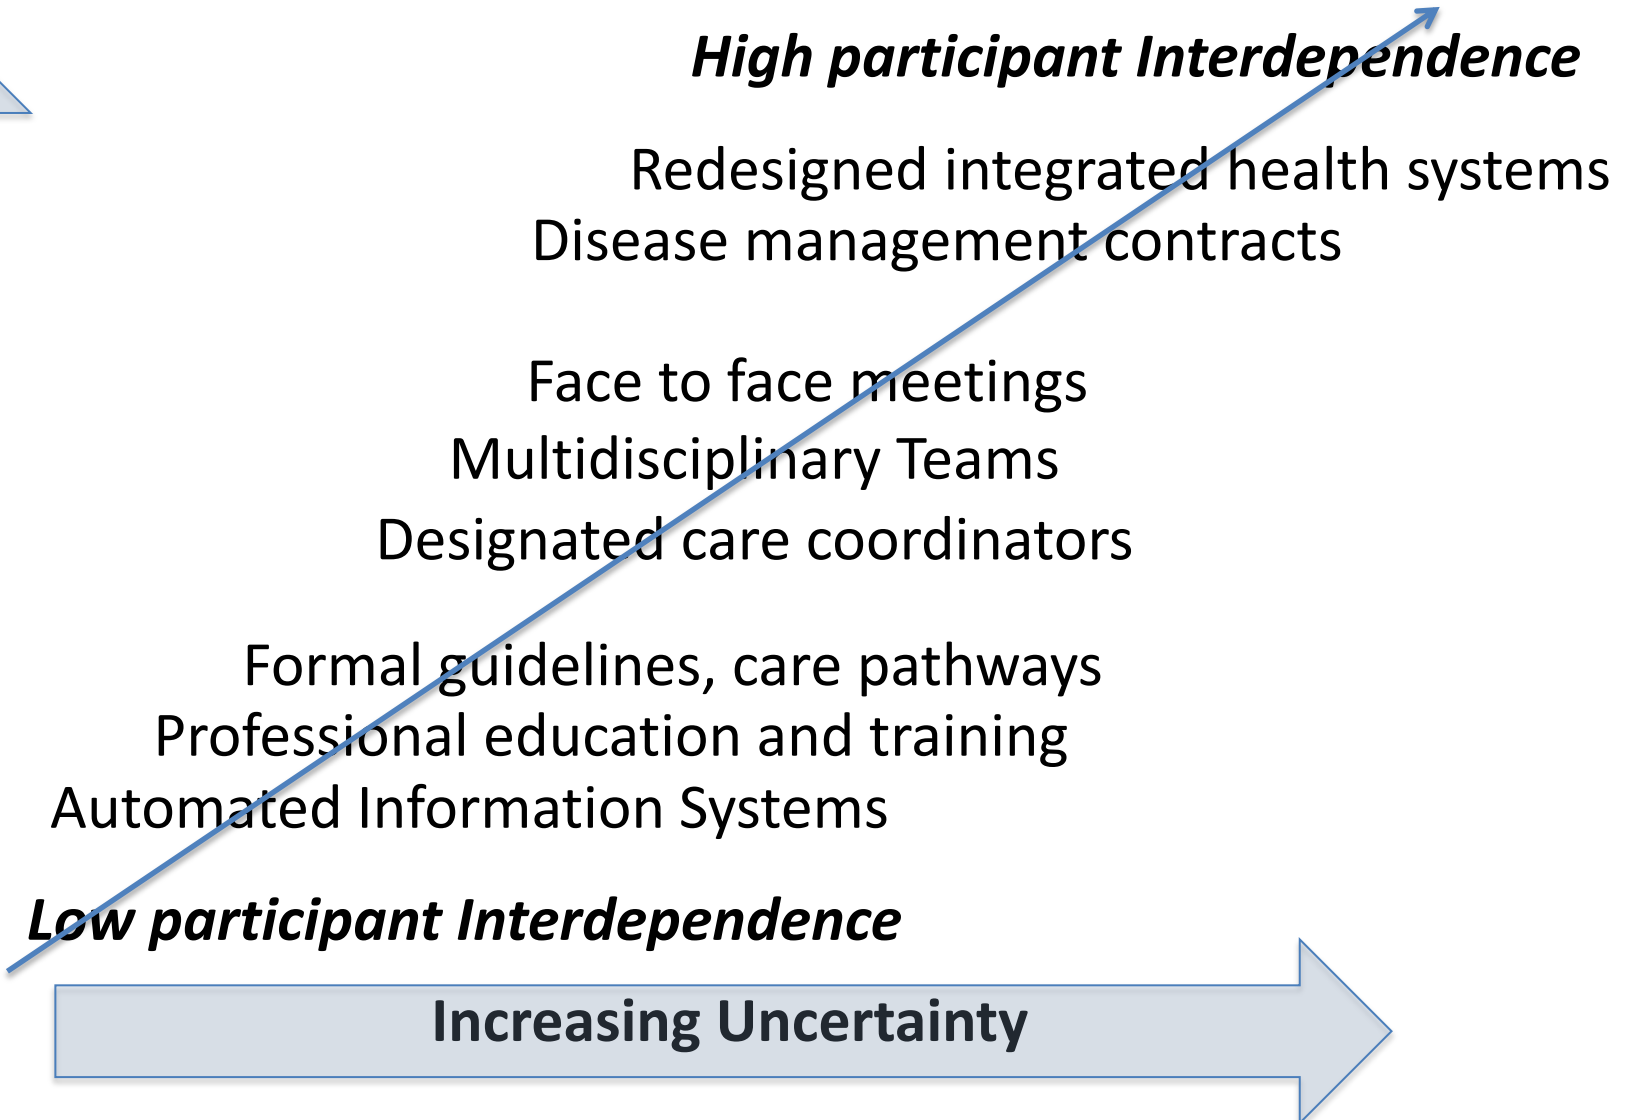 High participant Interdependence
Redesigned integrated health systems
Disease management contracts
Face to face meetings
Multidisciplinary Teams
Designated care coordinators
Formal guidelines, care pathways
Professional education and training
Automated Information Systems
Low participant Interdependence
Increasing Uncertainty